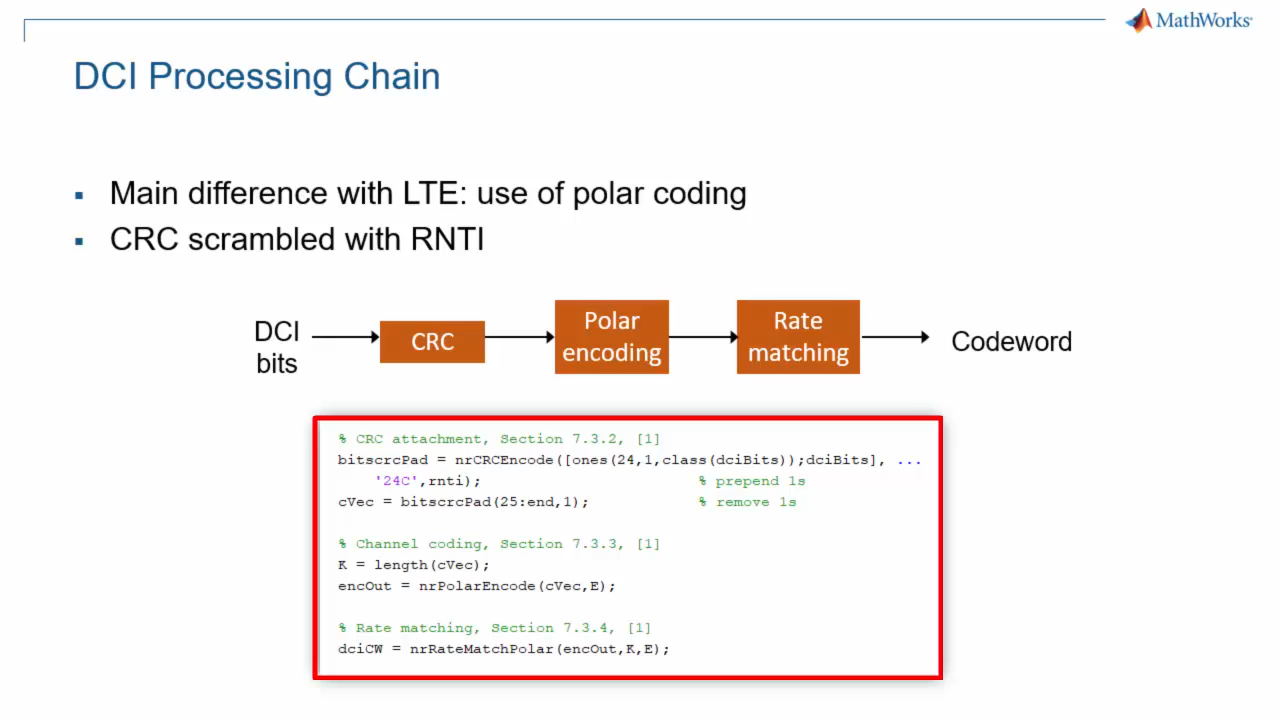 MathWorks
DCI Processing Chain
▪ Main difference with LTE: use of polar coding
▪ CRC scrambled with RNTI
DCI
bits
CRC
Polar
encoding
Rate
matching
Codeword
% CRC attachment, Section 7.3.2, [1]
bitscrcPad = nrCRCEncode([ones(24,1,class(dciBits));dciBits], ...
'24C',rnti); % prepend 1s
cVec = bitscrcPad(25:end,1); % remove 1s
% Channel coding, Section 7.3.3, [1]
K = length(cVec);
encOut = nrPolarEncode(cVec,E);
% Rate matching, Section 7.3.4, [1]
dciCW = nrRateMatchPolar(encOut,K,E);